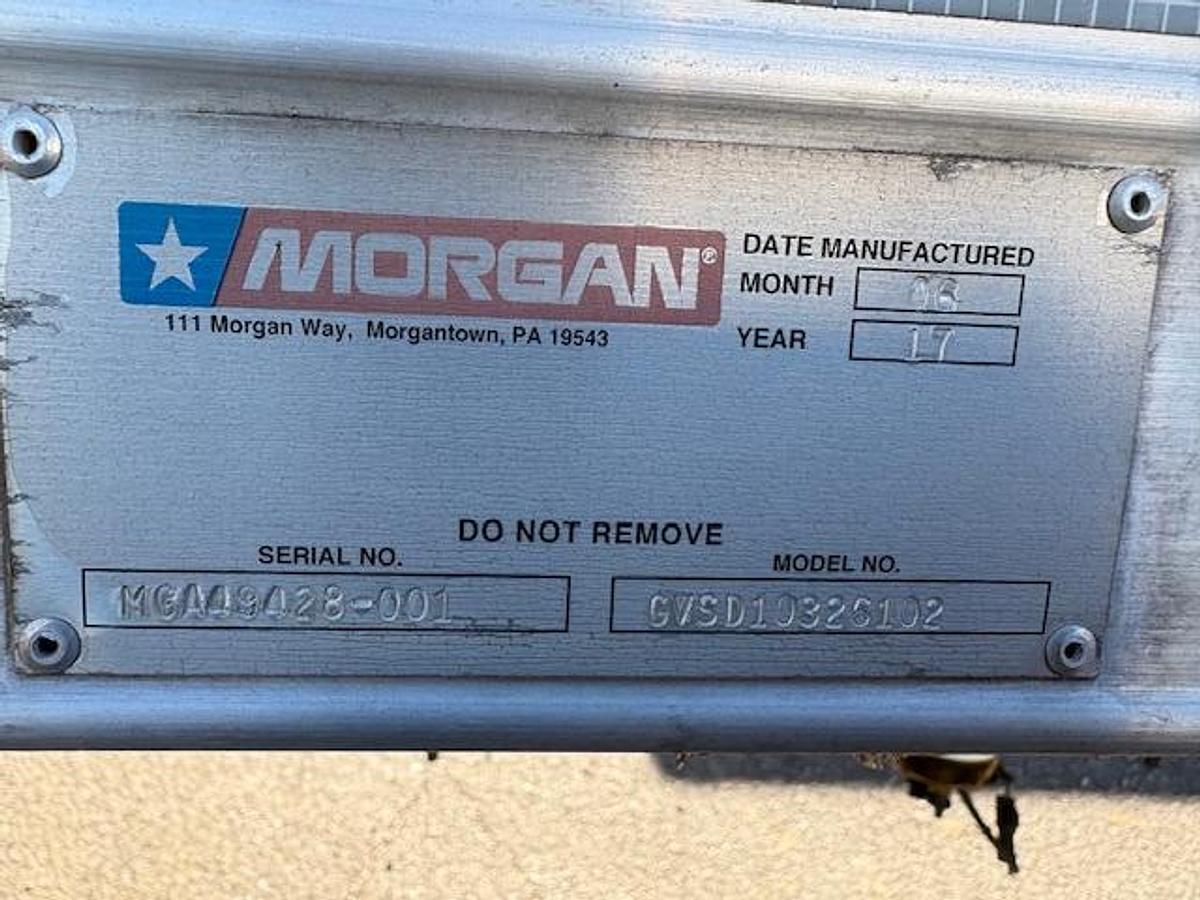 MORGAN®
111 Morgan Way, Morgantown, PA 19543
DATE MANUFACTURED
MONTH 06
YEAR 17
DO NOT REMOVE
SERIAL NO.
MGA49428-001
MODEL NO.
GVSD10326102